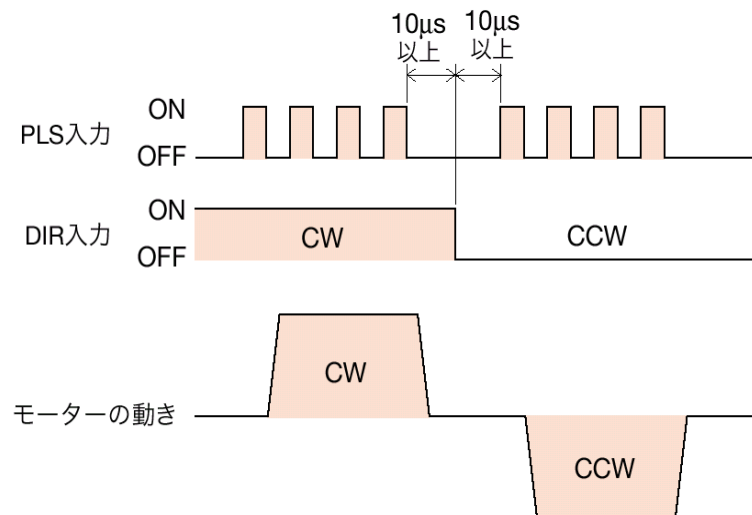 10μs
以上
10μs
以上
PLS入力
ON
OFF
DIR入力
ON
OFF
CW
CCW
モーターの動き
CW
CCW